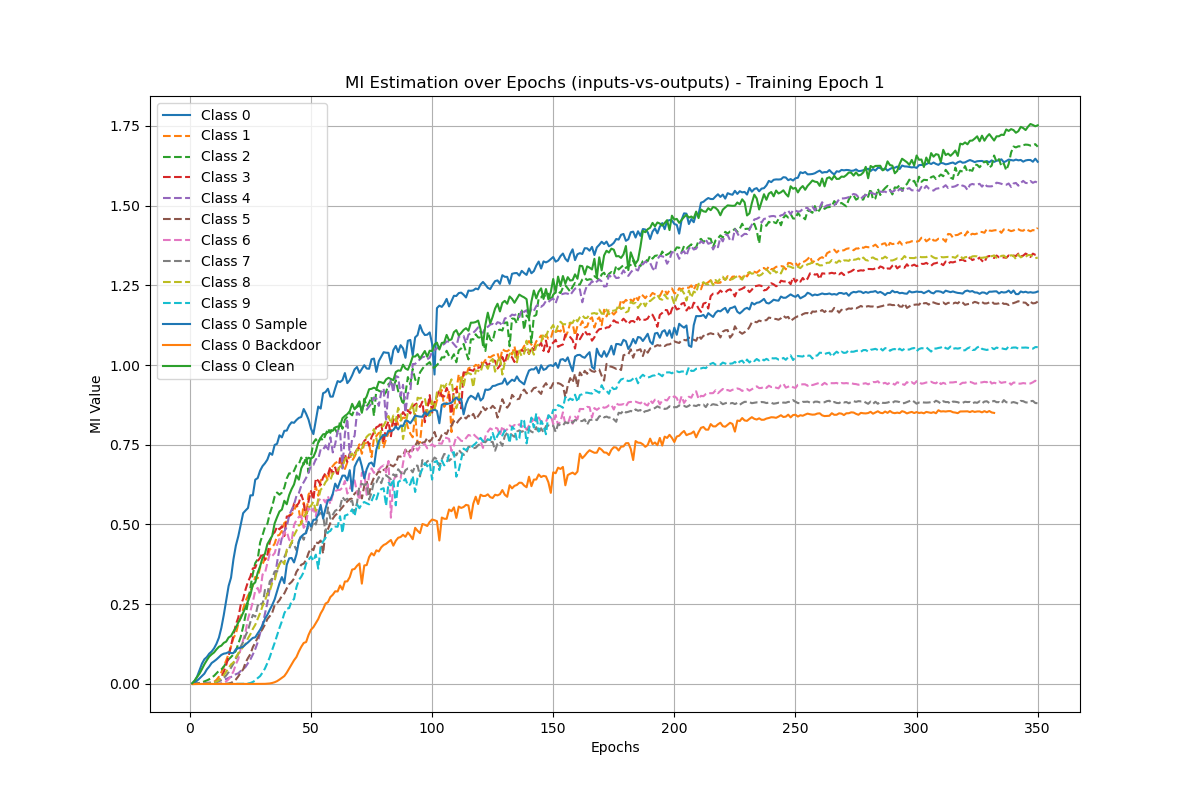 MI Estimation over Epochs (inputs-vs-outputs) - Training Epoch 1
Class 0
Class 1
Class 2
Class 3
Class 4
Class 5
Class 6
Class 7
Class 8
Class 9
Class 0 Sample
Class 0 Backdoor
Class 0 Clean
MI Value
1.75
1.50
1.25
1.00
0.75
0.50
0.25
0.00
0 50 100 150 200 250 300 350
Epochs